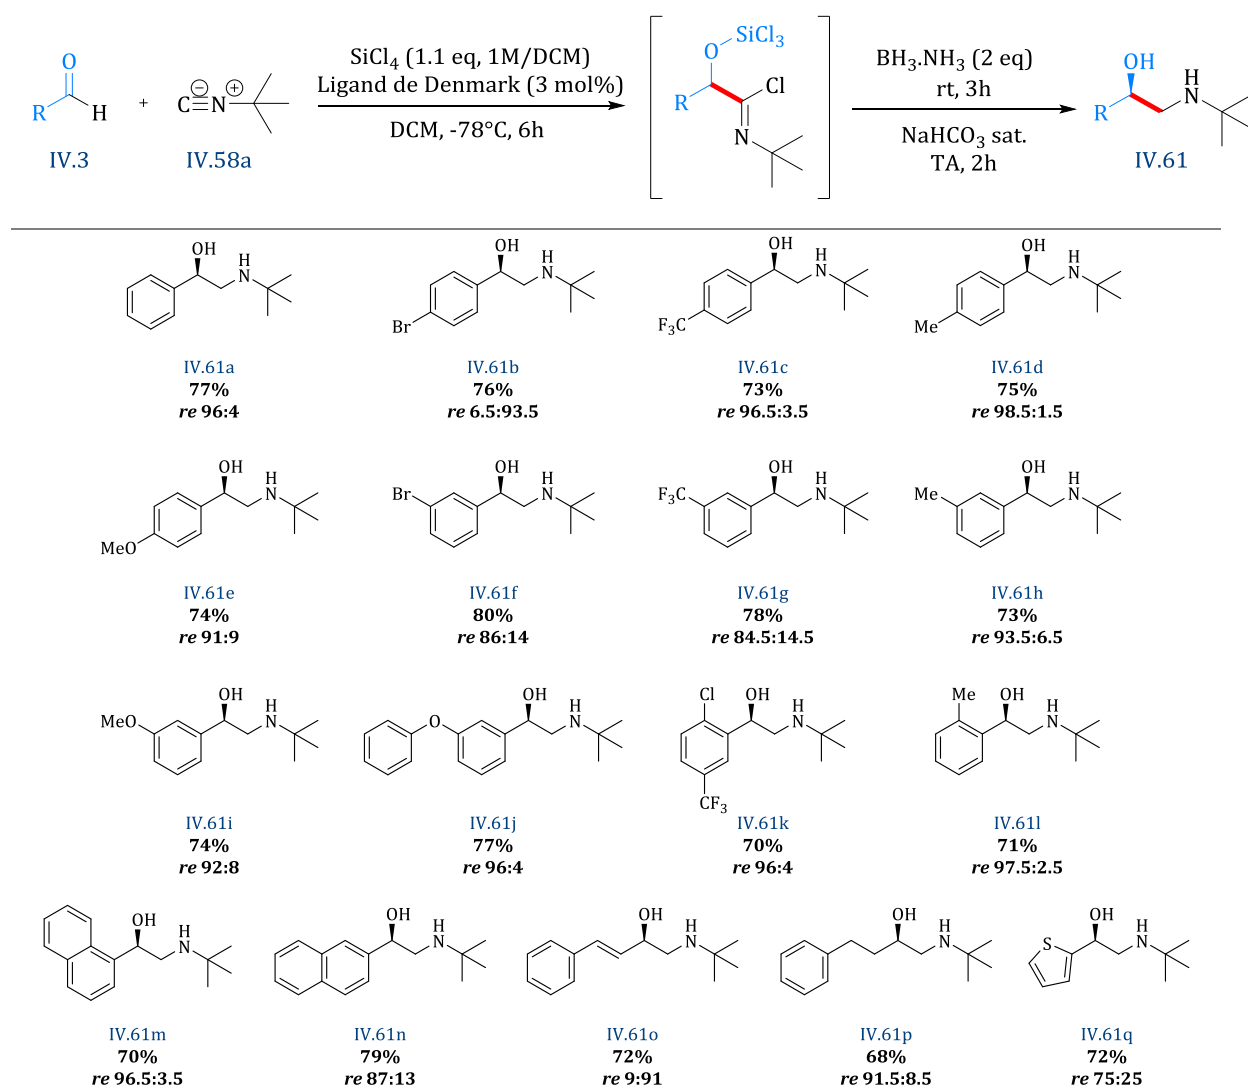 O
R
H
+
C≡N
− +
IV.3
IV.58a
SiCl4 (1.1 eq, 1M/DCM)
Ligand de Denmark (3 mol%)
DCM, -78°C, 6h
SiCl3
O
R
Cl
N
BH3.NH3 (2 eq)
rt, 3h
NaHCO3 sat.
TA, 2h
OH
H
N
R
IV.61
OH
H
N
IV.61a
77%
re 96:4
OH
H
N
Br
IV.61b
76%
re 6.5:93.5
OH
H
N
F3C
IV.61c
73%
re 96.5:3.5
OH
H
N
Me
IV.61d
75%
re 98.5:1.5
OH
H
N
MeO
IV.61e
74%
re 91:9
OH
H
N
Br
IV.61f
80%
re 86:14
OH
H
N
F3C
IV.61g
78%
re 84.5:14.5
OH
H
N
Me
IV.61h
73%
re 93.5:6.5
OH
H
N
MeO
IV.61i
74%
re 92:8
OH
H
N
O
IV.61j
77%
re 96:4
Cl
OH
H
N
CF3
IV.61k
70%
re 96:4
Me
OH
H
N
IV.61l
71%
re 97.5:2.5
OH
H
N
IV.61m
70%
re 96.5:3.5
OH
H
N
IV.61n
79%
re 87:13
OH
H
N
IV.61o
72%
re 9:91
OH
H
N
IV.61p
68%
re 91.5:8.5
OH
H
N
S
IV.61q
72%
re 75:25